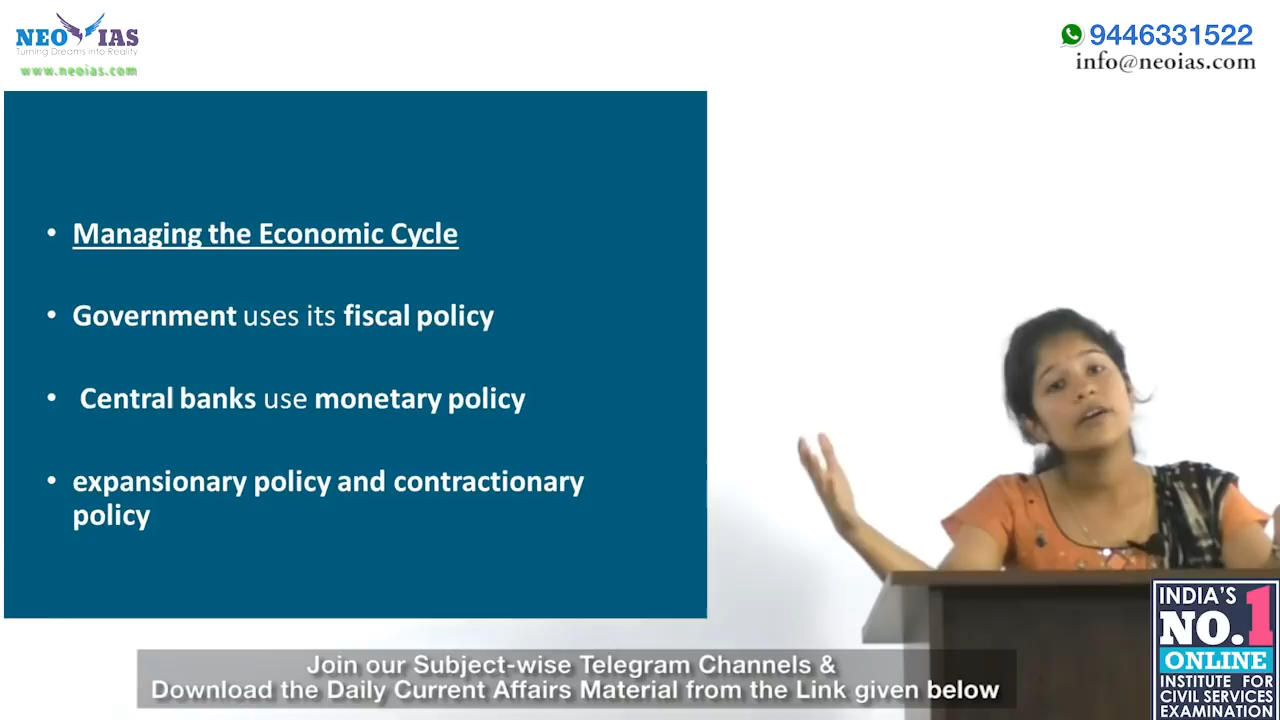 NEO IAS
Turning Dreams into Reality
www.neoias.com
9446331522
info@neoias.com
• Managing the Economic Cycle
• Government uses its fiscal policy
• Central banks use monetary policy
• expansionary policy and contractionary
policy
INDIA'S
NO.1
ONLINE
INSTITUTE FOR
CIVIL SERVICES
EXAMINATION
Join our Subject-wise Telegram Channels &
Download the Daily Current Affairs Material from the Link given below